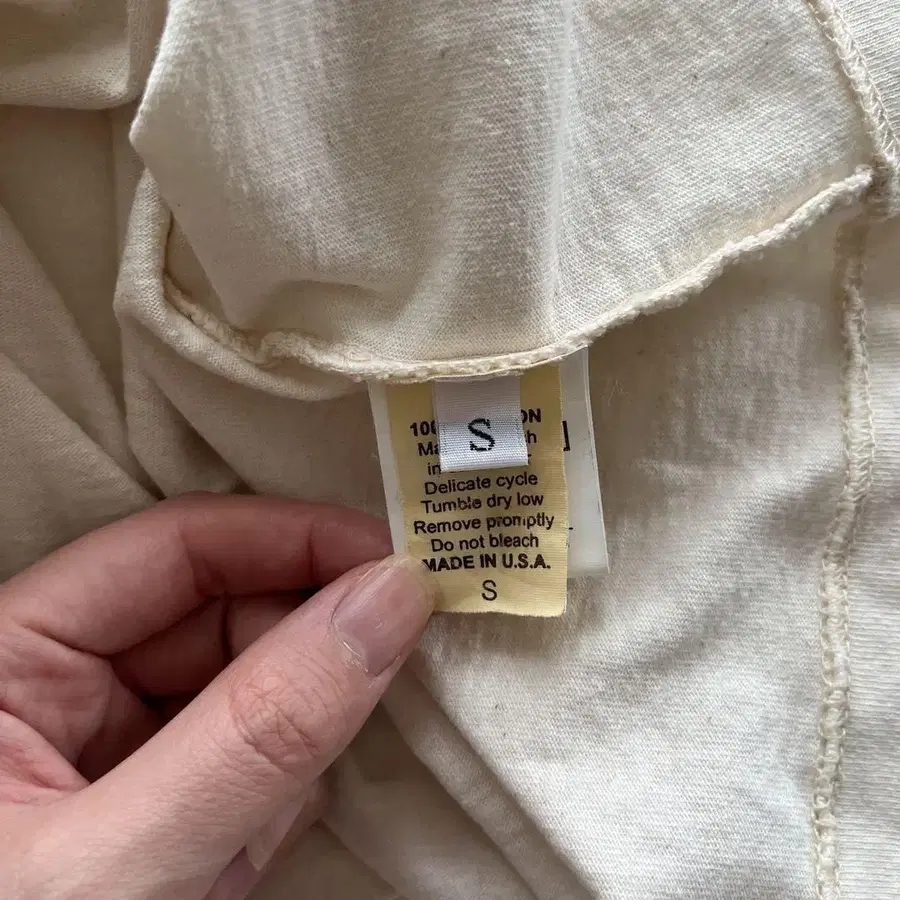 S
Delicate cycle
Tumble dry low
Remove promptly
Do not bleach
MADE IN U.S.A.
S